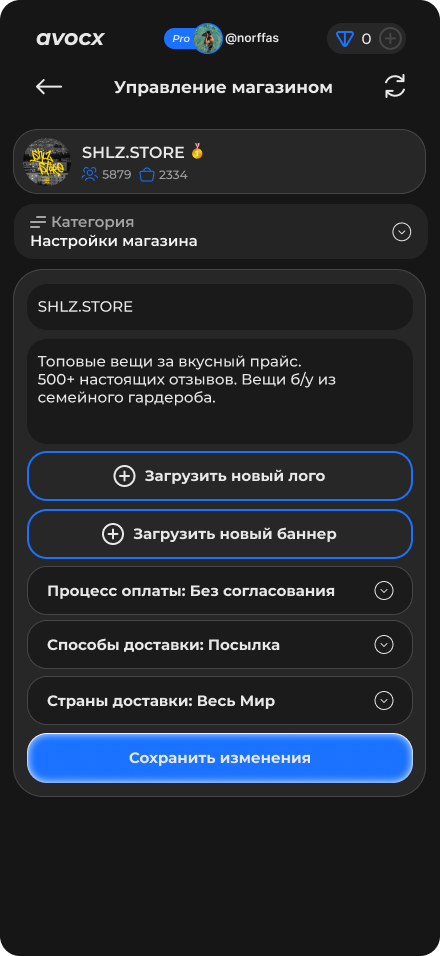 avocx
Pro @norffas
0
Управление магазином
SHLZ
STORE
SHLZ.STORE
5879 2334
Категория
Настройки магазина
SHLZ.STORE
Топовые вещи за вкусный прайс.
500+ настоящих отзывов. Вещи б/у из
семейного гардероба.
Загрузить новый лого
Загрузить новый баннер
Процесс оплаты: Без согласования
Способы доставки: Посылка
Страны доставки: Весь Мир
Сохранить изменения